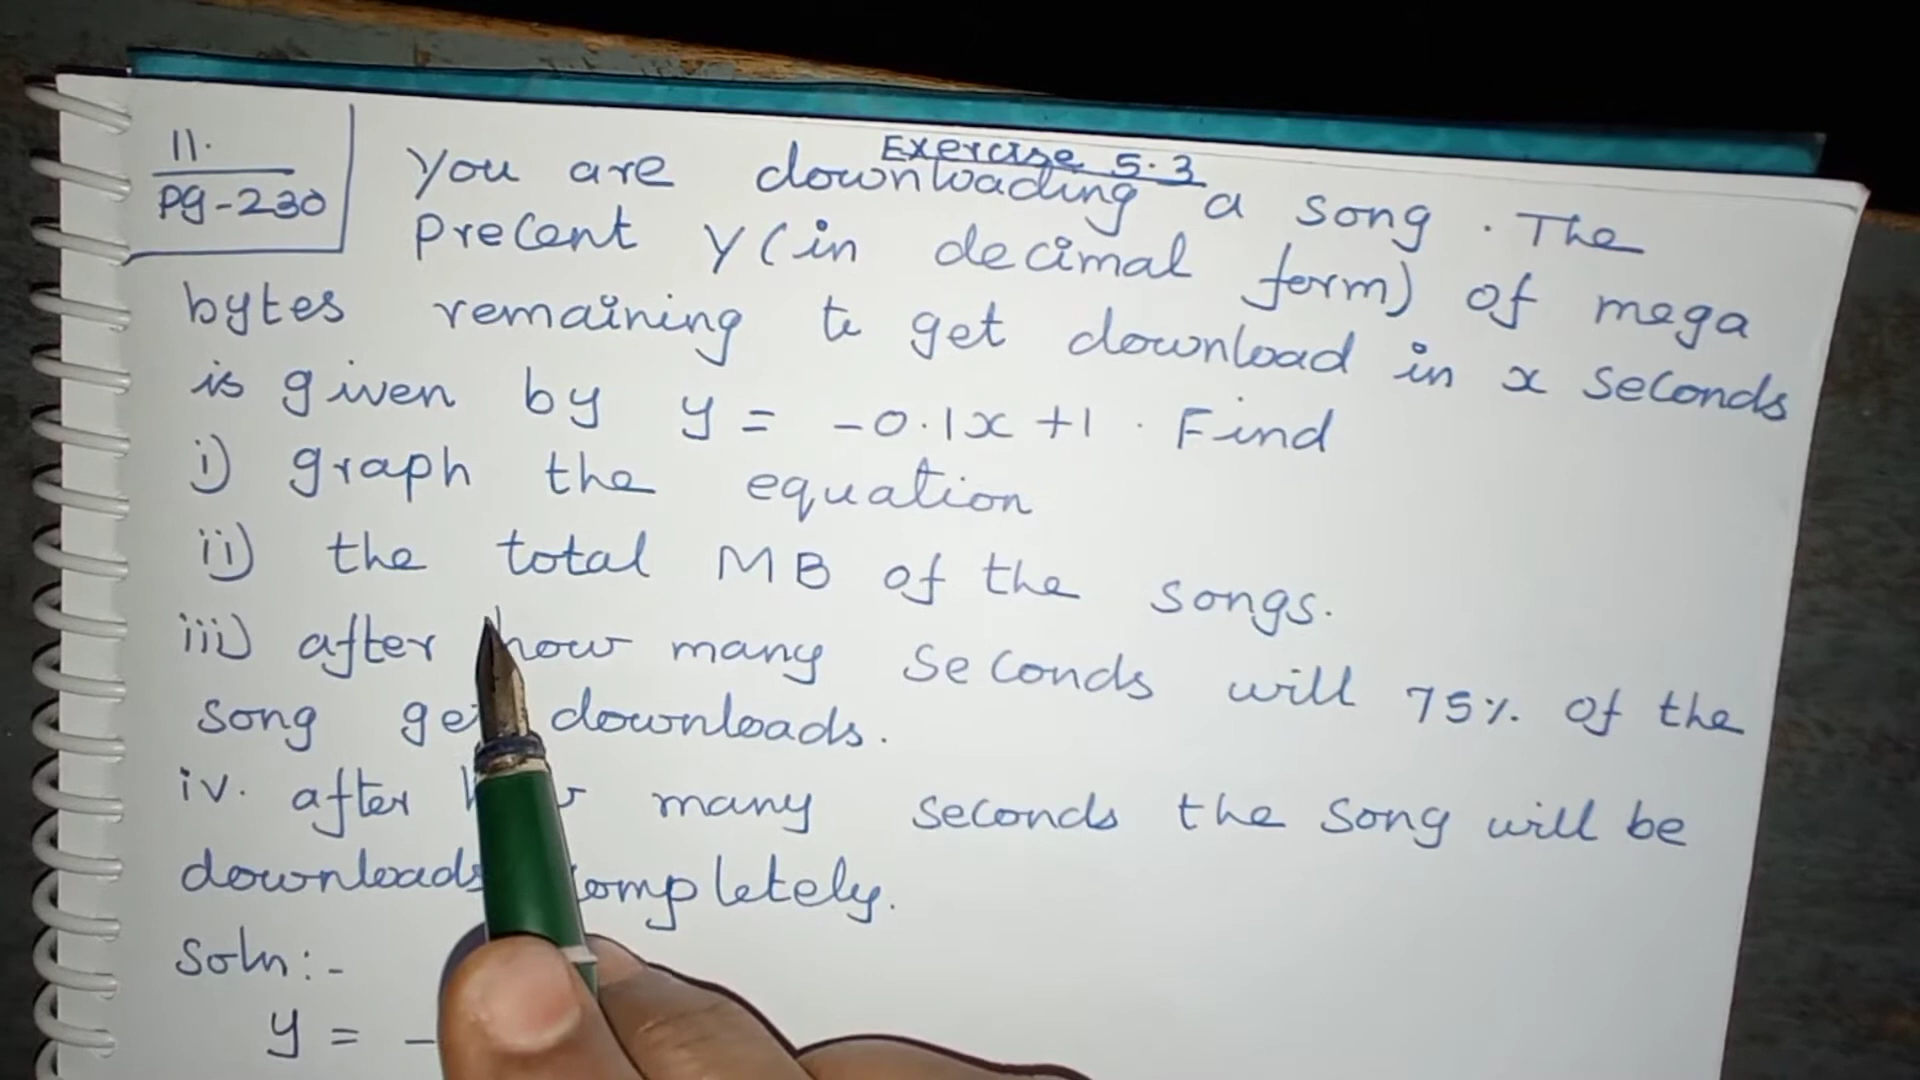 11.
Pg-230
Exercise 5.3
You are downloading a song. The
precent y (in decimal form) of mega
bytes remaining to get download in x seconds
is given by y = -0.1x +1. Find
i) graph the equation
ii) the total MB of the songs.
iii) after how many seconds will 75% of the
song get downloads.
iv. after many seconds the song will be
downloads completely.
Soln:-
y = -